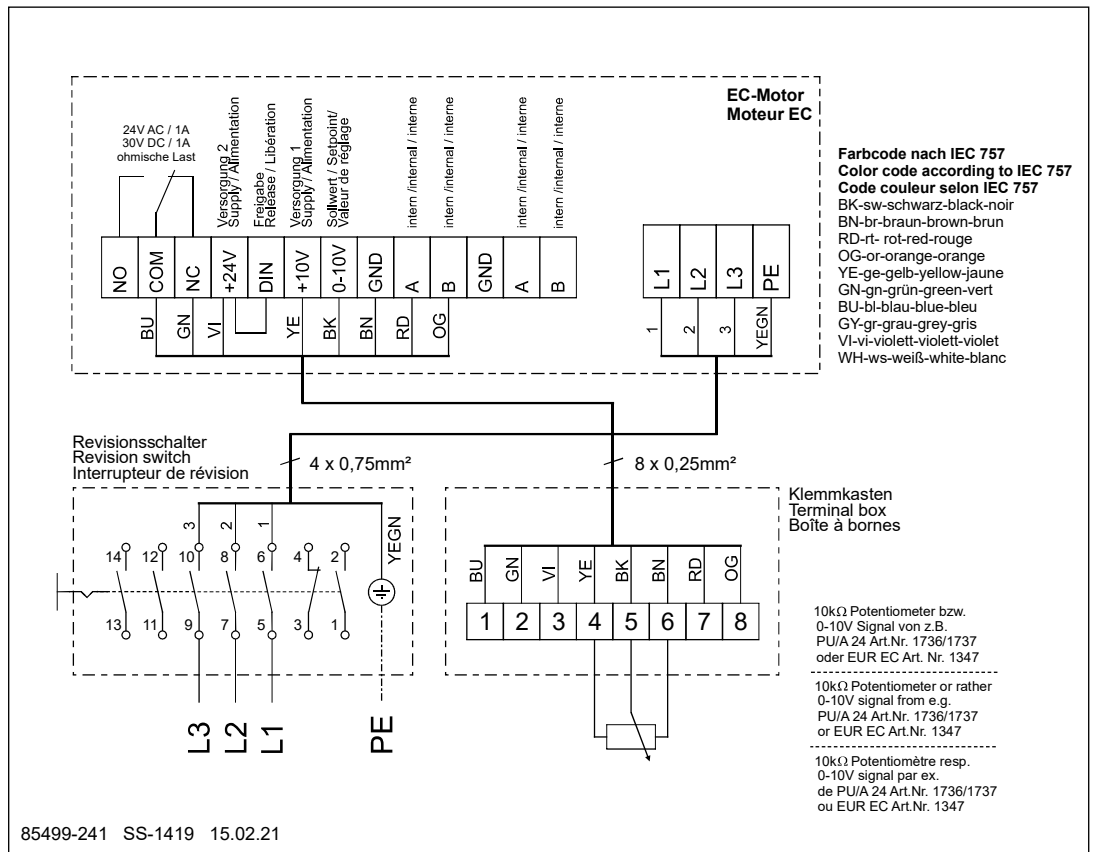 EC-Motor
Moteur EC
24V AC / 1A
30V DC / 1A
ohmische Last
Versorgung 2
Supply / Alimentation
Freigabe
Release / Libération
Versorgung 1
Supply / Alimentation
Sollwert / Setpoint/
Valeur de réglage
intern /internal / interne
intern /internal / interne
intern /internal / interne
intern /internal / interne
NO COM NC +24V DIN +10V 0-10V GND A B GND A B
L1 L2 L3 PE
BU GN VI YE BK BN RD OG
1 2 3 YEGN
Farbcode nach IEC 757
Color code according to IEC 757
Code couleur selon IEC 757
BK-sw-schwarz-black-noir
BN-br-braun-brown-brun
RD-rt- rot-red-rouge
OG-or-orange-orange
YE-ge-gelb-yellow-jaune
GN-gn-grün-green-vert
BU-bl-blau-blue-bleu
GY-gr-grau-grey-gris
VI-vi-violett-violett-violet
WH-ws-weiß-white-blanc
Revisionsschalter
Revision switch
Interrupteur de révision
4 x 0,75mm²
8 x 0,25mm²
Klemmkasten
Terminal box
Boîte à bornes
3 2 1 YEGN
14 12 10 8 6 4 2
13 11 9 7 5 3 1
L3 L2 L1 PE
BU GN VI YE BK BN RD OG
1 2 3 4 5 6 7 8
10kΩ Potentiometer bzw.
0-10V Signal von z.B.
PU/A 24 Art.Nr. 1736/1737
oder EUR EC Art. Nr. 1347
10kΩ Potentiometer or rather
0-10V signal from e.g.
PU/A 24 Art.Nr. 1736/1737
or EUR EC Art.Nr. 1347
10kΩ Potentiomètre resp.
0-10V signal par ex.
de PU/A 24 Art.Nr. 1736/1737
ou EUR EC Art.Nr. 1347
85499-241 SS-1419 15.02.21